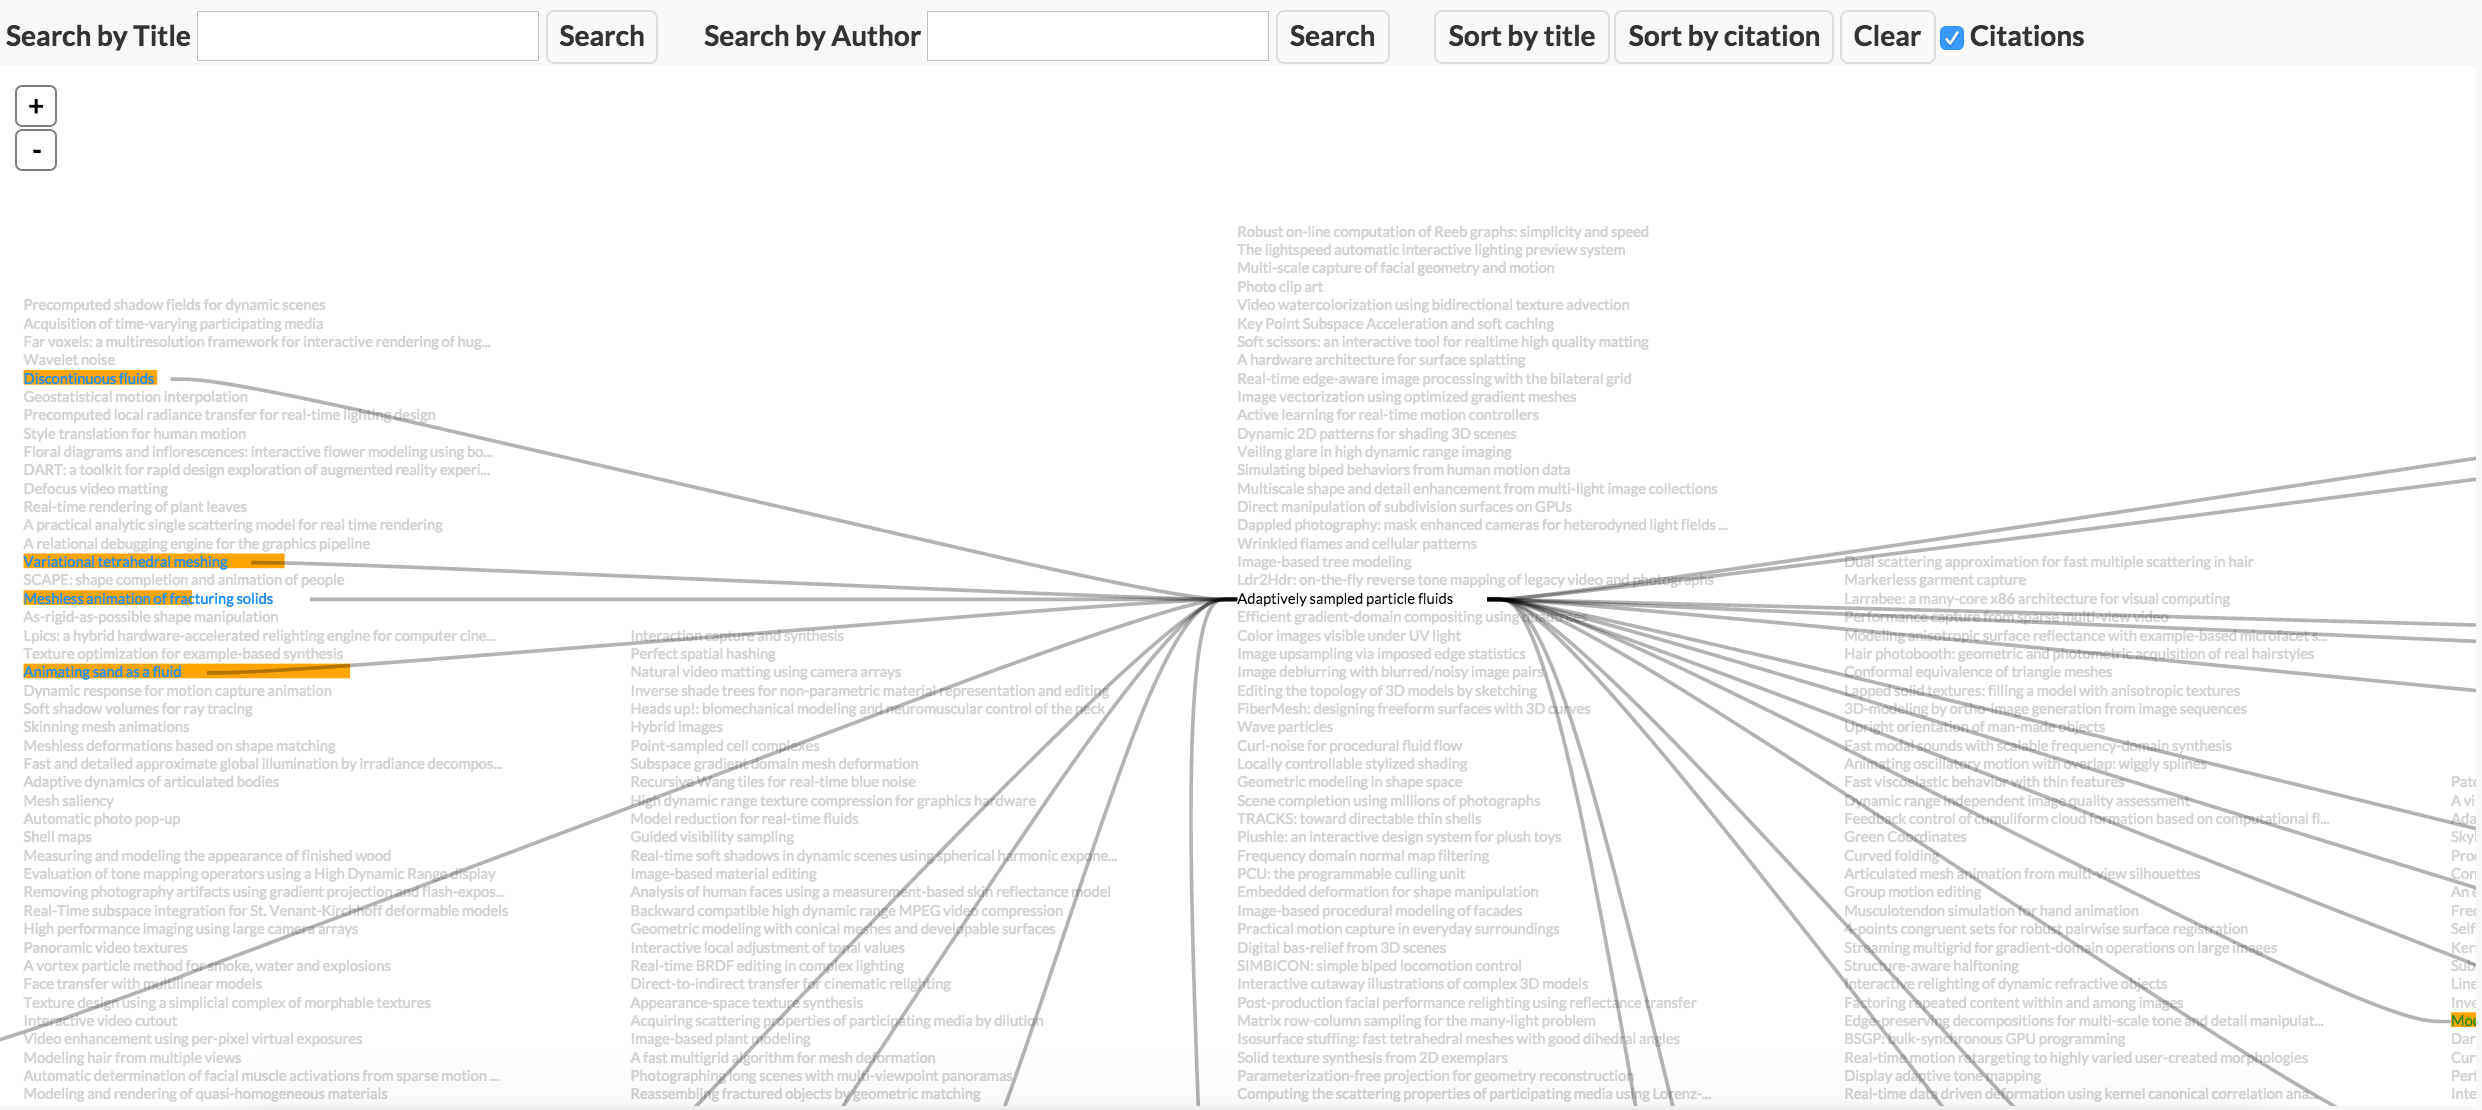 Search by Title Search Search by Author Search Sort by title Sort by citation Clear Citations
+
-
Precomputed shadow fields for dynamic scenes
Acquisition of time-varying participating media
Far voxels: a multiresolution framework for interactive rendering of hug...
Wavelet noise
Discontinuous fluids
Geostatistical motion interpolation
Precomputed local radiance transfer for real-time lighting design
Style translation for human motion
Floral diagrams and inflorescences: interactive flower modeling using bo...
DART: a toolkit for rapid design exploration of augmented reality experi...
Defocus video matting
Real-time rendering of plant leaves
A practical analytic single scattering model for real time rendering
A relational debugging engine for the graphics pipeline
Variational tetrahedral meshing
SCAPE: shape completion and animation of people
Meshless animation of fracturing solids
As-rigid-as-possible shape manipulation
Lpics: a hybrid hardware-accelerated relighting engine for computer cine...
Texture optimization for example-based synthesis
Animating sand as a fluid
Dynamic response for motion capture animation
Soft shadow volumes for ray tracing
Skinning mesh animations
Meshless deformations based on shape matching
Fast and detailed approximate global illumination by irradiance decompos...
Adaptive dynamics of articulated bodies
Mesh saliency
Automatic photo pop-up
Shell maps
Measuring and modeling the appearance of finished wood
Evaluation of tone mapping operators using a High Dynamic Range display
Removing photography artifacts using gradient projection and flash-expos...
Real-Time subspace integration for St. Venant-Kirchhoff deformable models
High performance imaging using large camera arrays
Panoramic video textures
A vortex particle method for smoke, water and explosions
Face transfer with multilinear models
Texture design using a simplicial complex of morphable textures
Interactive video cutout
Video enhancement using per-pixel virtual exposures
Modeling hair from multiple views
Automatic determination of facial muscle activations from sparse motion ...
Modeling and rendering of quasi-homogeneous materials
Interaction capture and synthesis
Perfect spatial hashing
Natural video matting using camera arrays
Inverse shade trees for non-parametric material representation and editing
Heads up!: biomechanical modeling and neuromuscular control of the neck
Hybrid images
Point-sampled cell complexes
Subspace gradient domain mesh deformation
Recursive Wang tiles for real-time blue noise
High dynamic range texture compression for graphics hardware
Model reduction for real-time fluids
Guided visibility sampling
Real-time soft shadows in dynamic scenes using spherical harmonic expone...
Image-based material editing
Analysis of human faces using a measurement-based skin reflectance model
Backward compatible high dynamic range MPEG video compression
Geometric modeling with conical meshes and developable surfaces
Interactive local adjustment of tonal values
Real-time BRDF editing in complex lighting
Direct-to-indirect transfer for cinematic relighting
Appearance-space texture synthesis
Acquiring scattering properties of participating media by dilution
Image-based plant modeling
A fast multigrid algorithm for mesh deformation
Photographing long scenes with multi-viewpoint panoramas
Reassembling fractured objects by geometric matching
Robust on-line computation of Reeb graphs: simplicity and speed
The lightspeed automatic interactive lighting preview system
Multi-scale capture of facial geometry and motion
Photo clip art
Video watercolorization using bidirectional texture advection
Key Point Subspace Acceleration and soft caching
Soft scissors: an interactive tool for realtime high quality matting
A hardware architecture for surface splatting
Real-time edge-aware image processing with the bilateral grid
Image vectorization using optimized gradient meshes
Active learning for real-time motion controllers
Dynamic 2D patterns for shading 3D scenes
Veiling glare in high dynamic range imaging
Simulating biped behaviors from human motion data
Multiscale shape and detail enhancement from multi-light image collections
Direct manipulation of subdivision surfaces on GPUs
Dappled photography: mask enhanced cameras for heterodyned light fields ...
Wrinkled flames and cellular patterns
Image-based tree modeling
Ldr2Hdr: on-the-fly reverse tone mapping of legacy video and photographs
Adaptively sampled particle fluids
Efficient gradient-domain compositing using quadtrees
Color images visible under UV light
Image upsampling via imposed edge statistics
Image deblurring with blurred/noisy image pairs
Editing the topology of 3D models by sketching
FiberMesh: designing freeform surfaces with 3D curves
Wave particles
Curl-noise for procedural fluid flow
Locally controllable stylized shading
Geometric modeling in shape space
Scene completion using millions of photographs
TRACKS: toward directable thin shells
Plushie: an interactive design system for plush toys
Frequency domain normal map filtering
PCU: the programmable culling unit
Embedded deformation for shape manipulation
Image-based procedural modeling of facades
Practical motion capture in everyday surroundings
Digital bas-relief from 3D scenes
SIMBICON: simple biped locomotion control
Interactive cutaway illustrations of complex 3D models
Post-production facial performance relighting using reflectance transfer
Matrix row-column sampling for the many-light problem
Isosurface stuffing: fast tetrahedral meshes with good dihedral angles
Solid texture synthesis from 2D exemplars
Parameterization-free projection for geometry reconstruction
Computing the scattering properties of participating media using Lorenz-...
Dual scattering approximation for fast multiple scattering in hair
Markerless garment capture
Larrabee: a many-core x86 architecture for visual computing
Performance capture from sparse multi-view video
Modeling anisotropic surface reflectance with example-based microfacet s...
Hair photobooth: geometric and photometric acquisition of real hairstyles
Conformal equivalence of triangle meshes
Lapped solid textures: filling a model with anisotropic textures
3D-modeling by ortho-image generation from image sequences
Upright orientation of man-made objects
Fast modal sounds with scalable frequency-domain synthesis
Animating oscillatory motion with overlap: wiggly splines
Fast viscoelastic behavior with thin features
Dynamic range independent image quality assessment
Feedback control of cumuliform cloud formation based on computational fl...
Green Coordinates
Curved folding
Articulated mesh animation from multi-view silhouettes
Group motion editing
Musculotendon simulation for hand animation
4-points congruent sets for robust pairwise surface registration
Streaming multigrid for gradient-domain operations on large images
Structure-aware halftoning
Interactive relighting of dynamic refractive objects
Factoring repeated content within and among images
Edge-preserving decompositions for multi-scale tone and detail manipulat...
BSGP: bulk-synchronous GPU programming
Real-time motion retargeting to highly varied user-created morphologies
Display adaptive tone mapping
Real-time data driven deformation using kernel canonical correlation ana...
Patc
A vi
Ada
Sky
Proc
Con
An e
Free
Self
Ker
Sub
Line
Inve
Mod
Dar
Cur
Perf
Inte